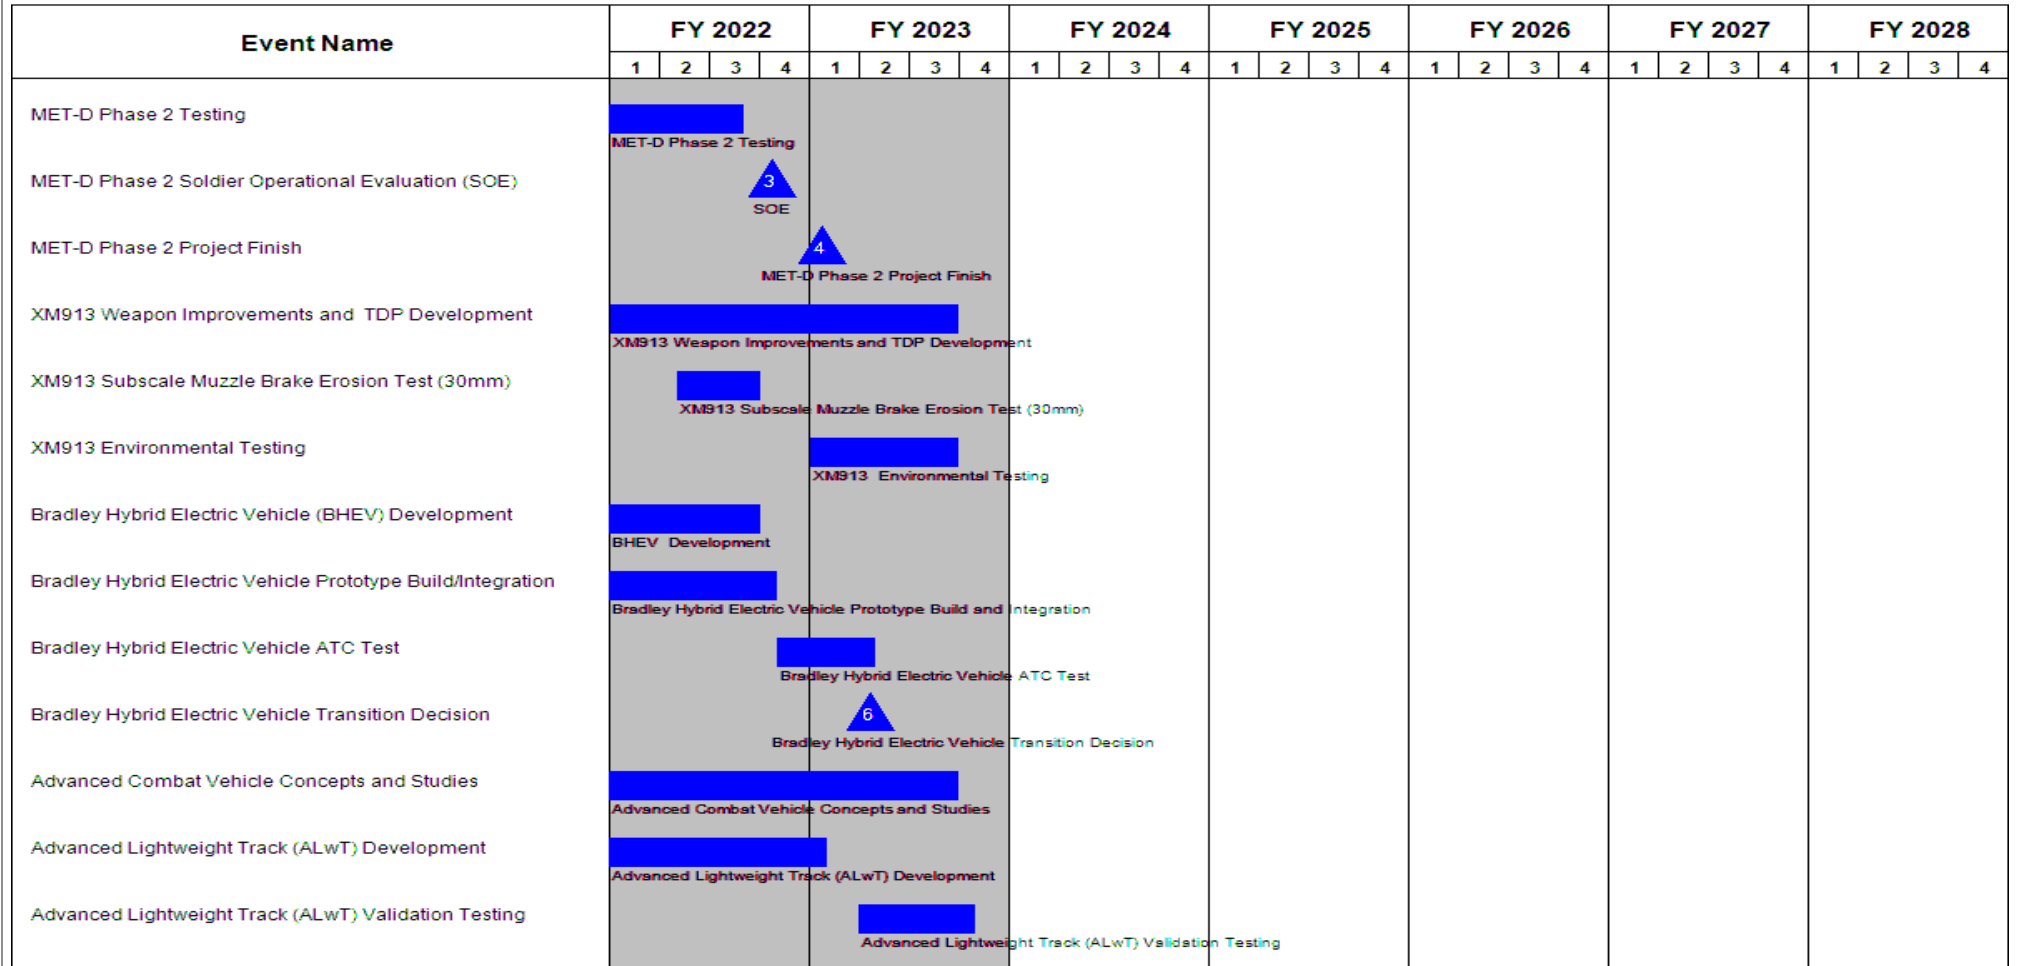 Event Name
FY 2022 FY 2023 FY 2024 FY 2025 FY 2026 FY 2027 FY 2028
1 2 3 4 1 2 3 4 1 2 3 4 1 2 3 4 1 2 3 4 1 2 3 4 1 2 3 4
MET-D Phase 2 Testing
MET-D Phase 2 Testing
MET-D Phase 2 Soldier Operational Evaluation (SOE)
3
SOE
MET-D Phase 2 Project Finish
4
MET-D Phase 2 Project Finish
XM913 Weapon Improvements and TDP Development
XM913 Weapon Improvements and TDP Development
XM913 Subscale Muzzle Brake Erosion Test (30mm)
XM913 Subscale Muzzle Brake Erosion Test (30mm)
XM913 Environmental Testing
XM913 Environmental Testing
Bradley Hybrid Electric Vehicle (BHEV) Development
BHEV Development
Bradley Hybrid Electric Vehicle Prototype Build/Integration
Bradley Hybrid Electric Vehicle Prototype Build and Integration
Bradley Hybrid Electric Vehicle ATC Test
Bradley Hybrid Electric Vehicle ATC Test
Bradley Hybrid Electric Vehicle Transition Decision
6
Bradley Hybrid Electric Vehicle Transition Decision
Advanced Combat Vehicle Concepts and Studies
Advanced Combat Vehicle Concepts and Studies
Advanced Lightweight Track (ALwT) Development
Advanced Lightweight Track (ALwT) Development
Advanced Lightweight Track (ALwT) Validation Testing
Advanced Lightweight Track (ALwT) Validation Testing